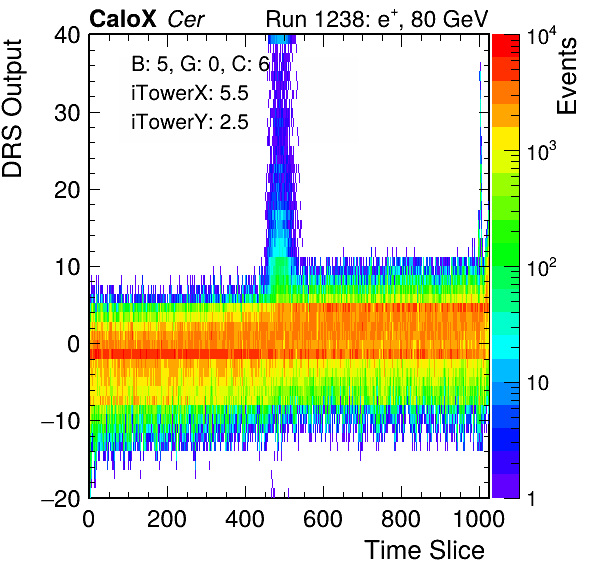 CaloX Cer Run 1238: e+, 80 GeV
B: 5, G: 0, C: 6
iTowerX: 5.5
iTowerY: 2.5
DRS Output
40
30
20
10
0
−10
−20
0 200 400 600 800 1000
Time Slice
Events
10^4
10^3
10^2
10
1